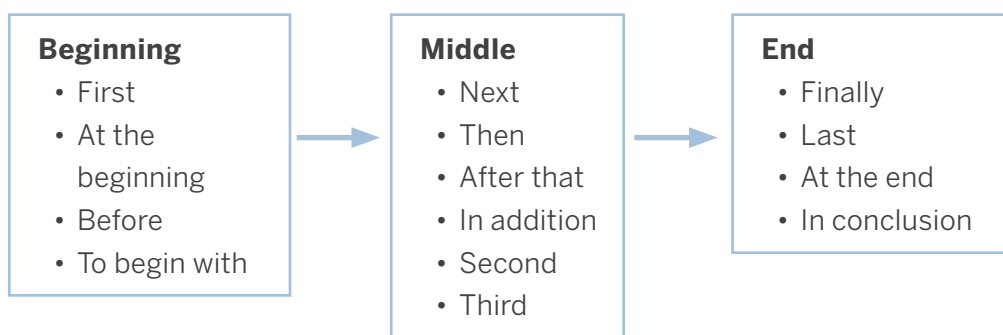 Beginning
• First
• At the
beginning
• Before
• To begin with
Middle
• Next
• Then
• After that
• In addition
• Second
• Third
End
• Finally
• Last
• At the end
• In conclusion